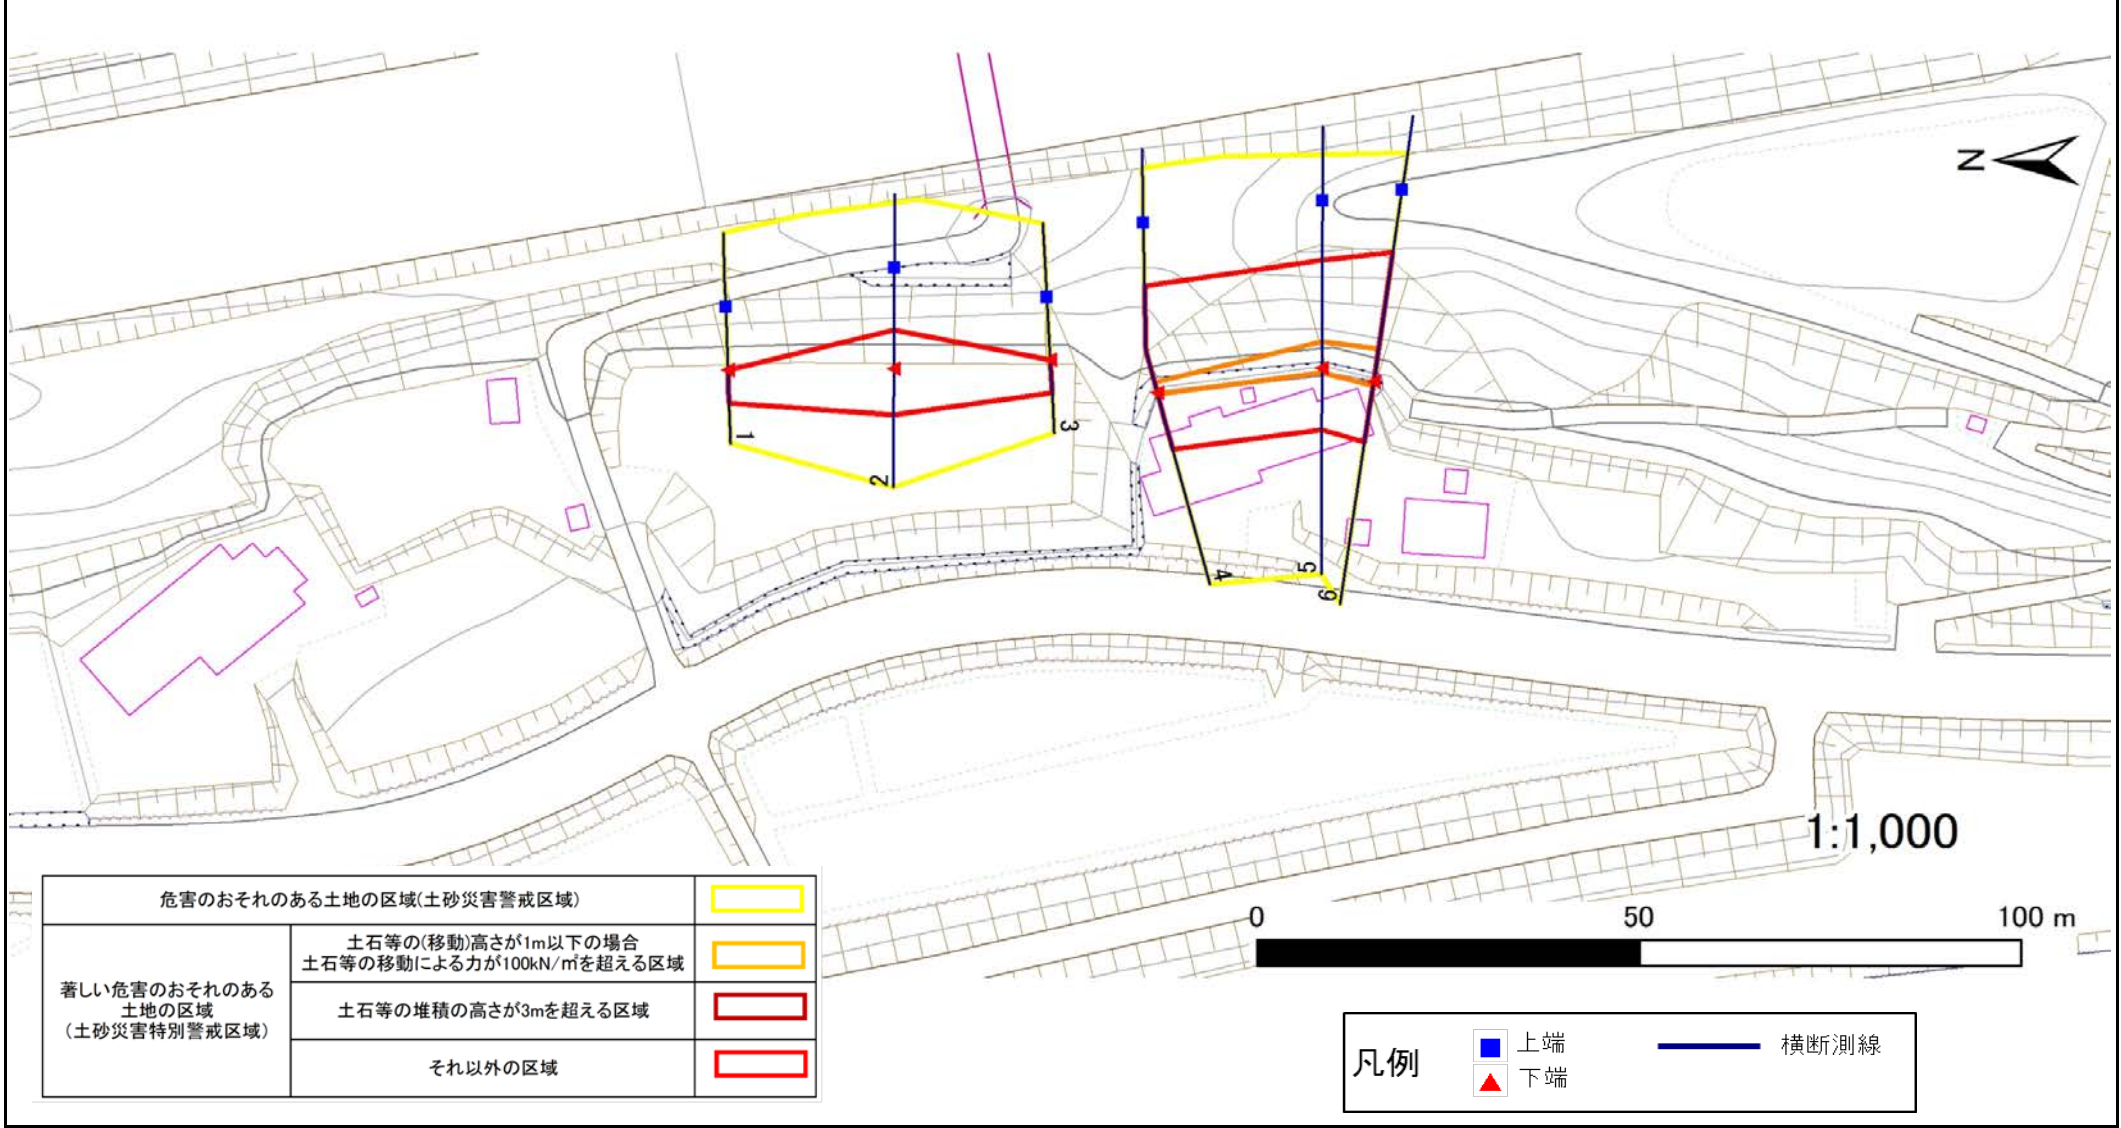 N
1
2
3
4
5
6
1:1,000
0 50 100 m
危害のおそれのある土地の区域(土砂災害警戒区域)
著しい危害のおそれのある
土地の区域
(土砂災害特別警戒区域)
土石等の(移動)高さが1m以下の場合
土石等の移動による力が100kN/㎡を超える区域
土石等の堆積の高さが3mを超える区域
それ以外の区域
凡例
上端
下端
横断測線